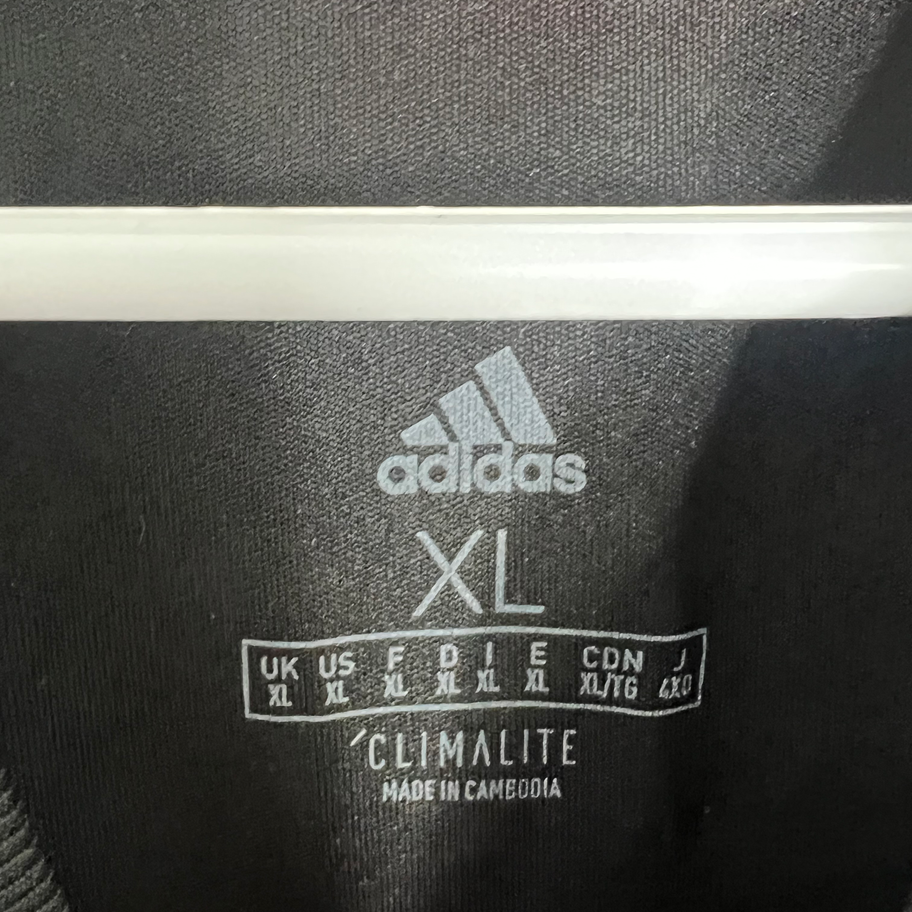 adidas
XL
UK US F D I E CDN J
XL XL XL XL XL XL XL/TG 4XO
CLIMALITE
MADE IN CAMBODIA